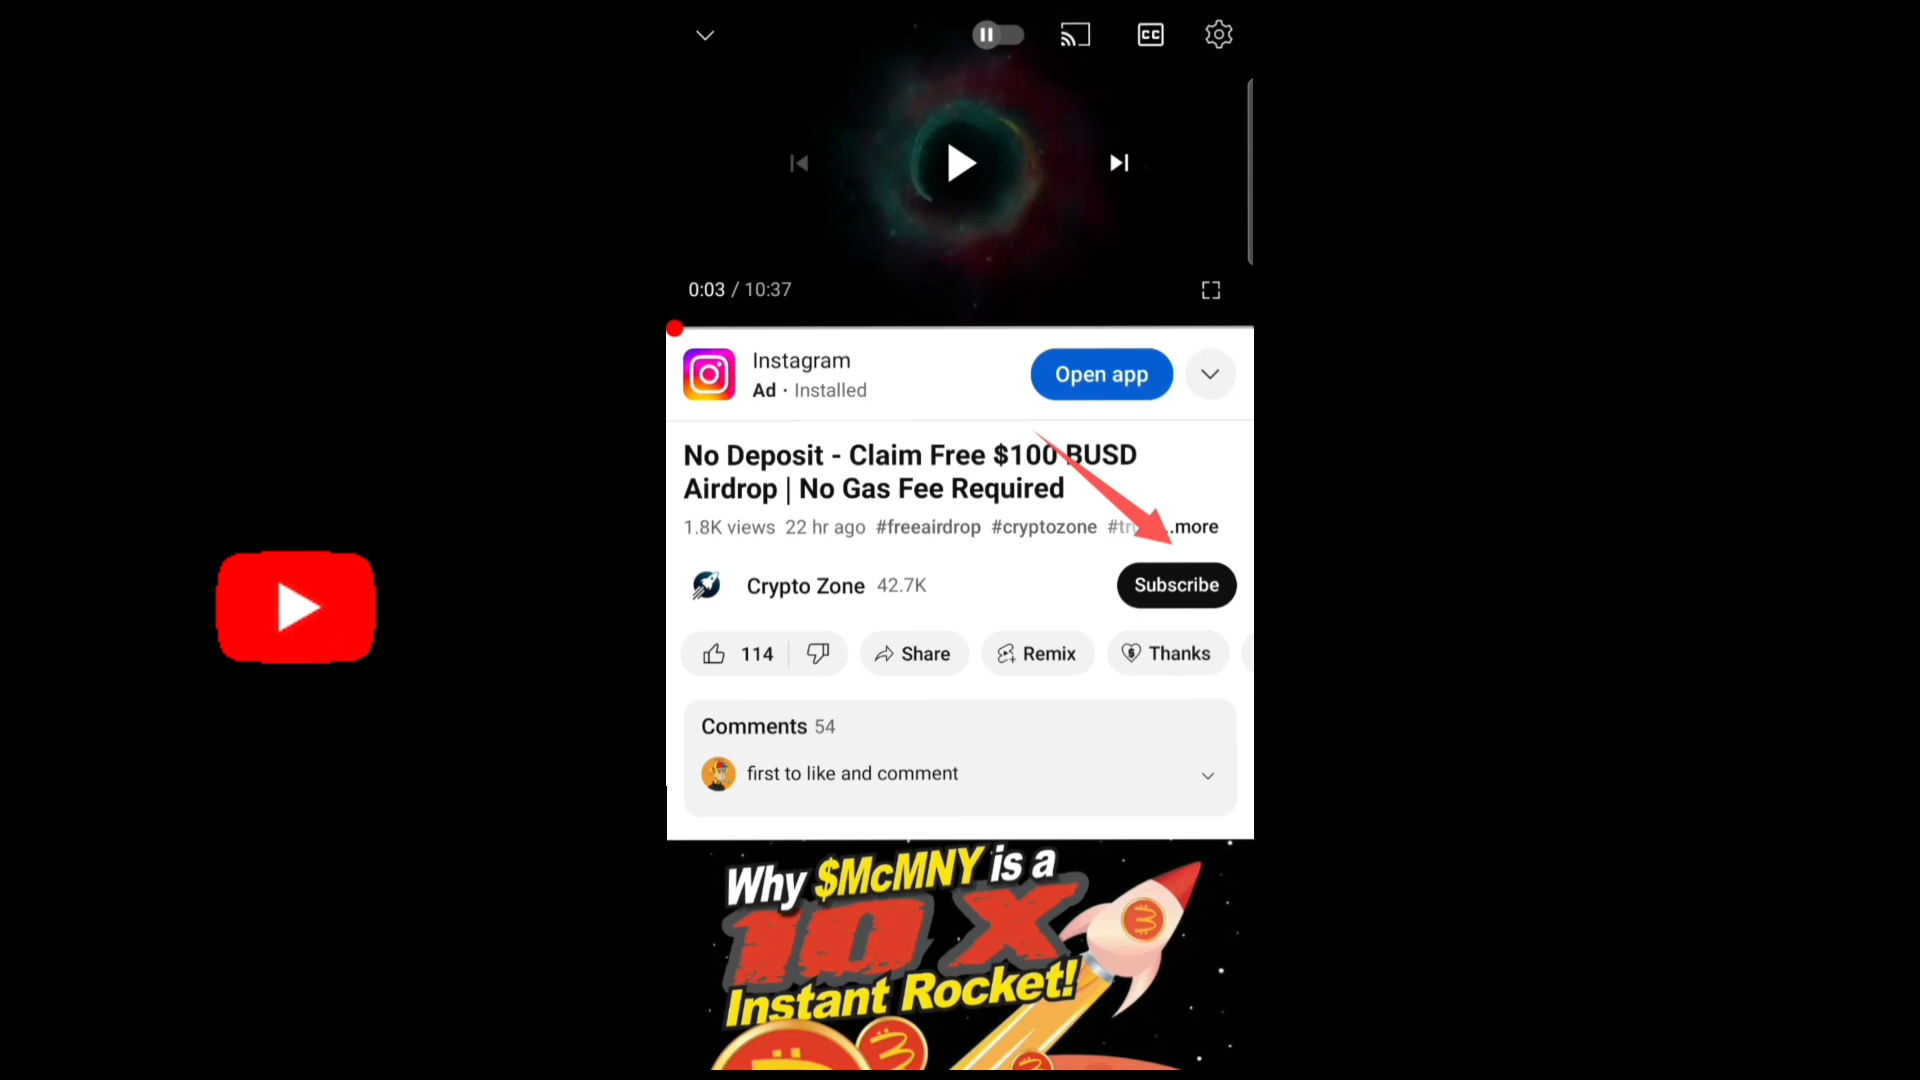 CC
0:03 / 10:37
Instagram
Ad · Installed
Open app
No Deposit - Claim Free $100 BUSD
Airdrop | No Gas Fee Required
1.8K views 22 hr ago #freeairdrop #cryptozone #tr ...more
Crypto Zone 42.7K
Subscribe
114
Share
Remix
Thanks
Comments 54
first to like and comment
Why $McMNY is a
10X
Instant Rocket!